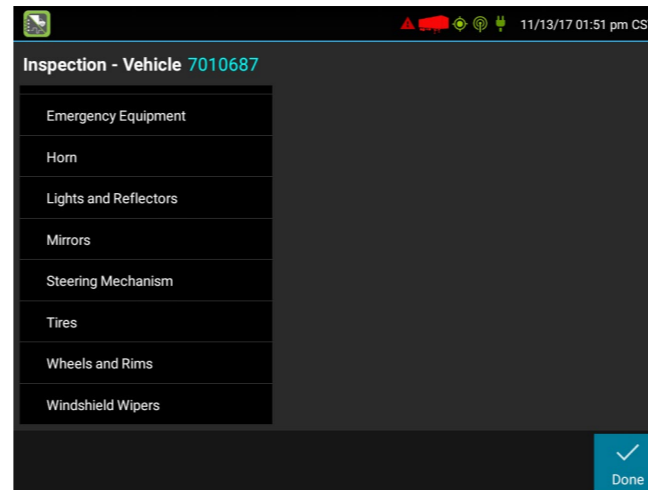 11/13/17 01:51 pm CS
Inspection - Vehicle 7010687
Emergency Equipment
Horn
Lights and Reflectors
Mirrors
Steering Mechanism
Tires
Wheels and Rims
Windshield Wipers
Done